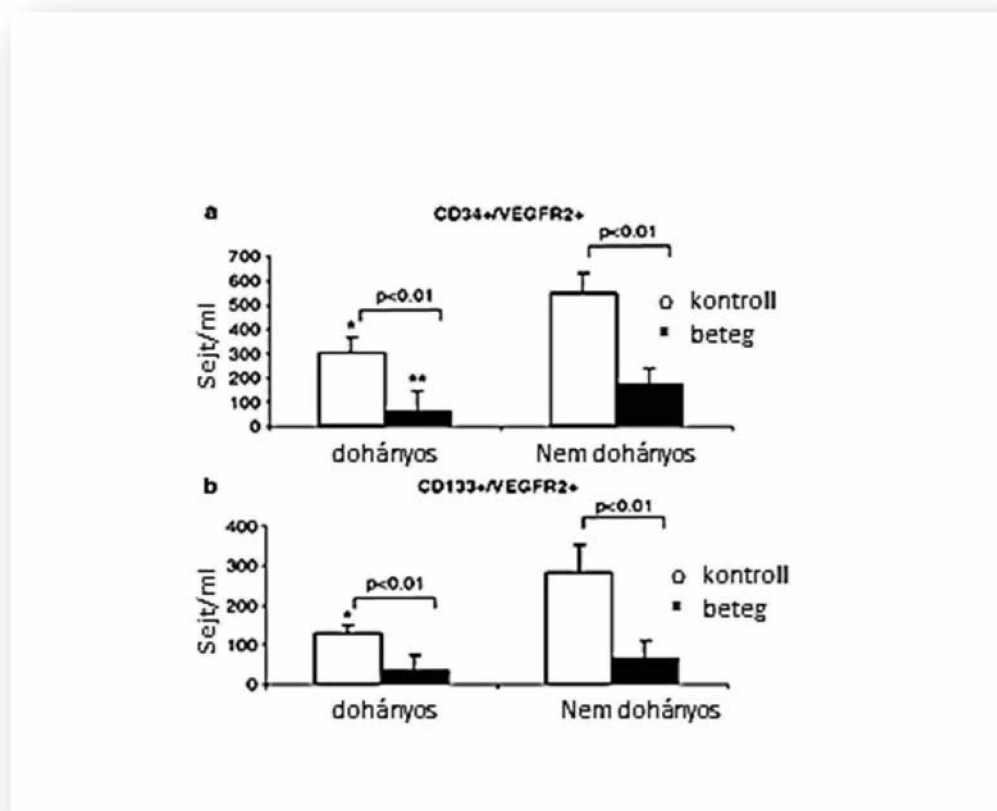 a
CD34+/VEGFR2+
p<0.01
700
600
500
400
300
200
100
0
Sejt/ml
p<0.01
*
**
kontroll
beteg
dohányos Nem dohányos
b
CD133+/VEGFR2+
p<0.01
400
300
200
100
0
Sejt/ml
p<0.01
*
kontroll
beteg
dohányos Nem dohányos